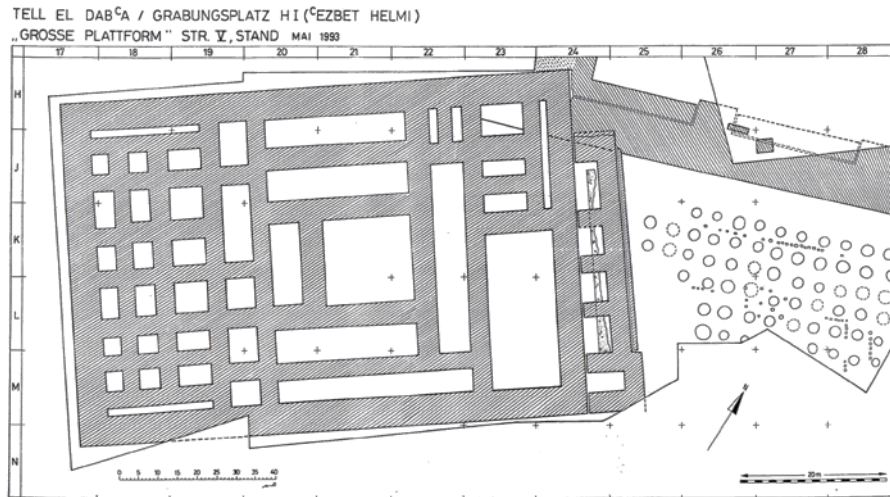 TELL EL DABᶜA / GRABUNGSPLATZ H I (ᶜEZBET HELMI)
„GROSSE PLATTFORM" STR. V, STAND MAI 1993
17 18 19 20 21 22 23 24 25 26 27 28
H
J
K
L
M
N
0 5 10 15 20 25 30 35 40
20m